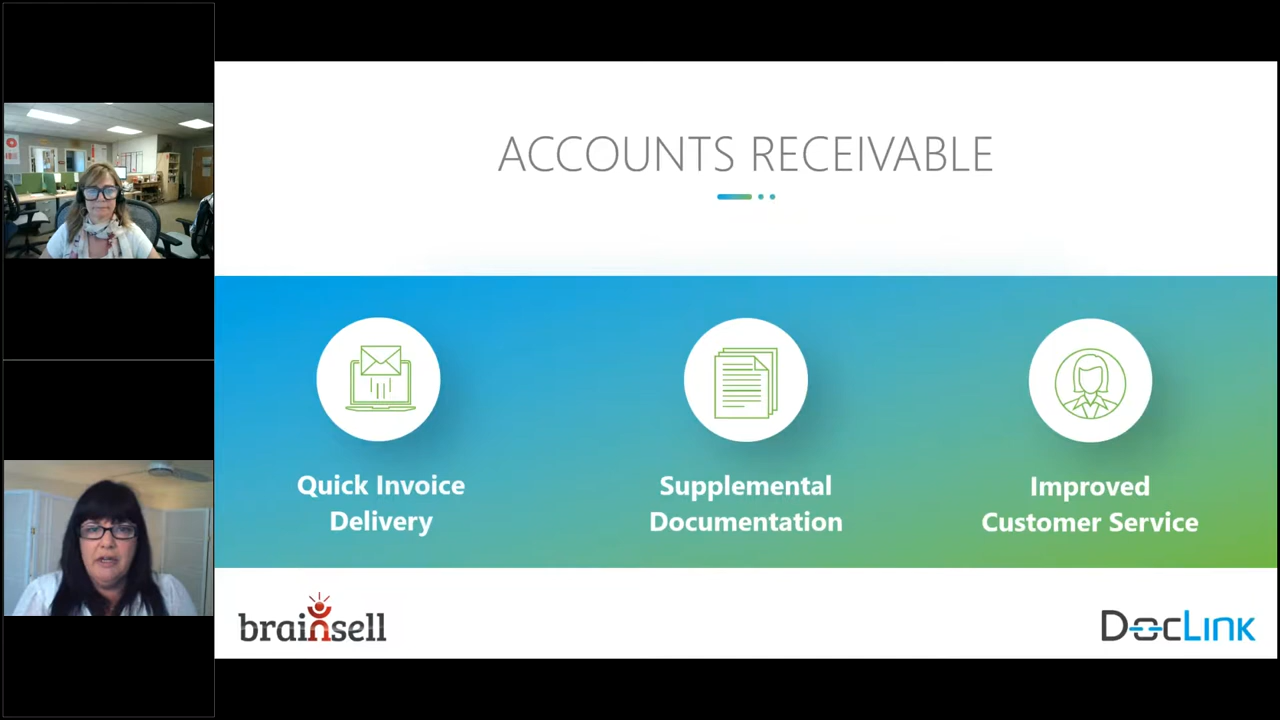 ACCOUNTS RECEIVABLE
Quick Invoice
Delivery
Supplemental
Documentation
Improved
Customer Service
brainsell
DocLink